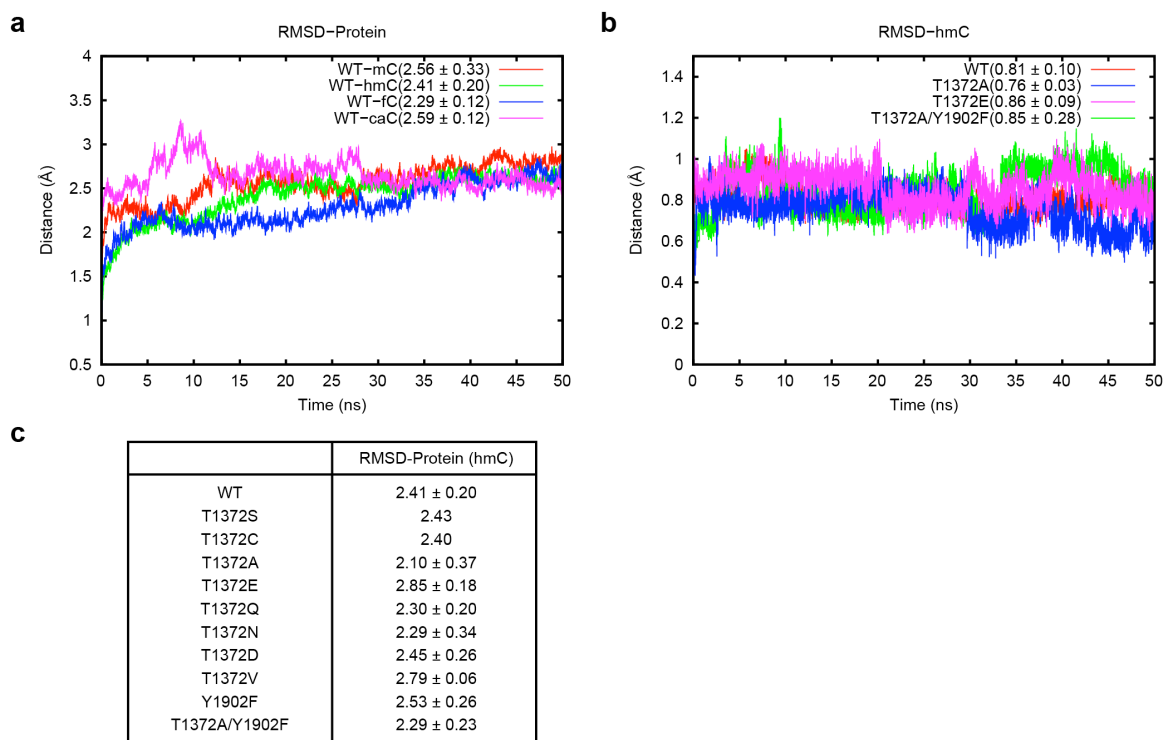 a
RMSD−Protein
4
3.5
3
2.5
2
1.5
1
0.5
Distance (Å)
WT−mC(2.56 ± 0.33)
WT−hmC(2.41 ± 0.20)
WT−fC(2.29 ± 0.12)
WT−caC(2.59 ± 0.12)
0 5 10 15 20 25 30 35 40 45 50
Time (ns)
b
RMSD−hmC
1.4
1.2
1
0.8
0.6
0.4
0.2
0
Distance (Å)
WT(0.81 ± 0.10)
T1372A(0.76 ± 0.03)
T1372E(0.86 ± 0.09)
T1372A/Y1902F(0.85 ± 0.28)
0 5 10 15 20 25 30 35 40 45 50
Time (ns)
c
RMSD-Protein (hmC)
WT 2.41 ± 0.20
T1372S 2.43
T1372C 2.40
T1372A 2.10 ± 0.37
T1372E 2.85 ± 0.18
T1372Q 2.30 ± 0.20
T1372N 2.29 ± 0.34
T1372D 2.45 ± 0.26
T1372V 2.79 ± 0.06
Y1902F 2.53 ± 0.26
T1372A/Y1902F 2.29 ± 0.23